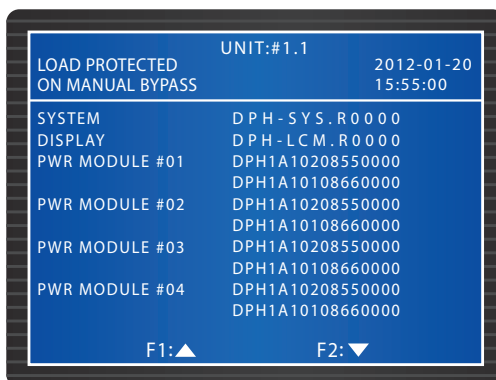 UNIT:#1.1
LOAD PROTECTED 2012-01-20
ON MANUAL BYPASS 15:55:00
SYSTEM DPH-SYS.R0000
DISPLAY DPH-LCM.R0000
PWR MODULE #01 DPH1A10208550000
DPH1A10108660000
PWR MODULE #02 DPH1A10208550000
DPH1A10108660000
PWR MODULE #03 DPH1A10208550000
DPH1A10108660000
PWR MODULE #04 DPH1A10208550000
DPH1A10108660000
F1:▲ F2:▼